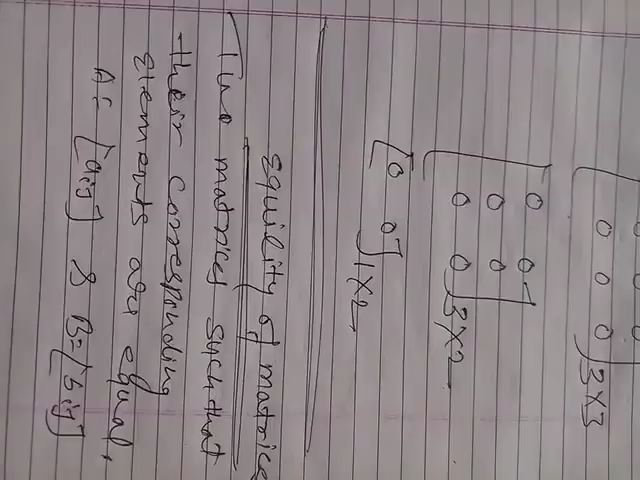 0 0 0]3×3
[0 0
0 0
0 0]3×2
[0 0]1×2
equility of matrices
Two matrices such that
their corresponding
elements are equal.
A = [aij] & B = [bij]